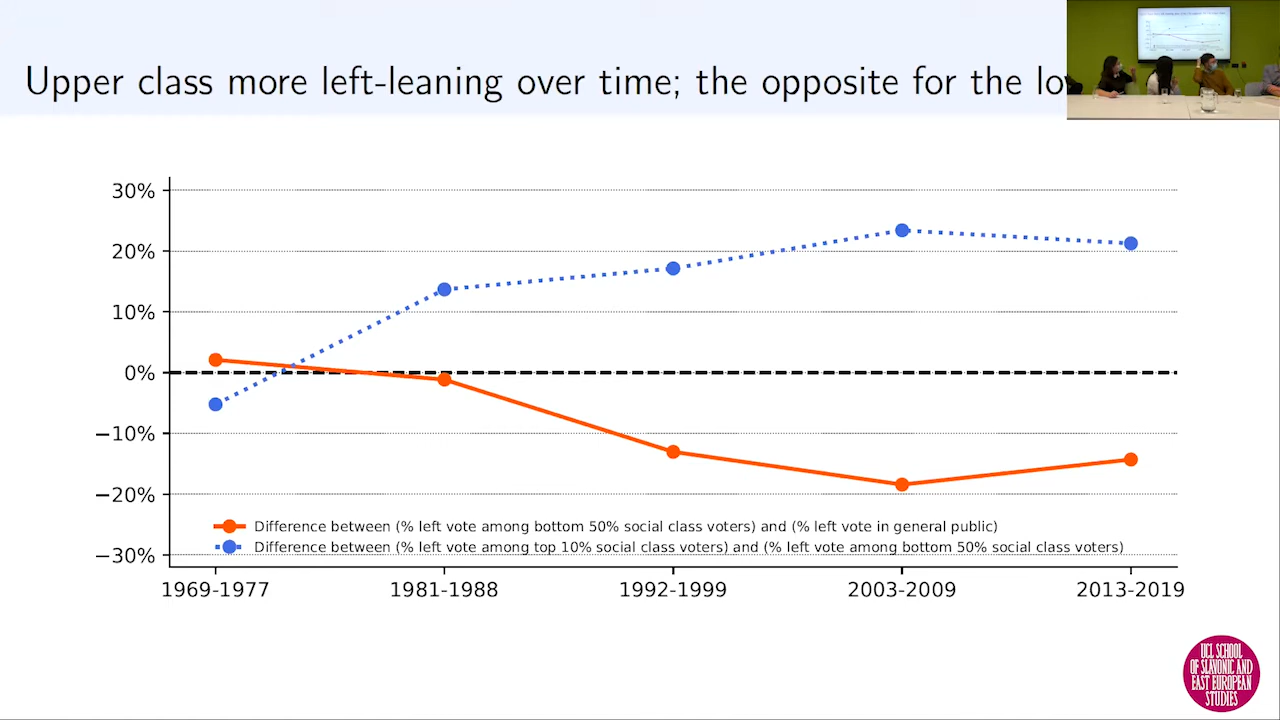 Upper class more left-leaning over time; the opposite for the
30%
20%
10%
0%
−10%
−20%
−30%
Difference between (% left vote among bottom 50% social class voters) and (% left vote in general public)
Difference between (% left vote among top 10% social class voters) and (% left vote among bottom 50% social class voters)
1969-1977
1981-1988
1992-1999
2003-2009
2013-2019
UCL SCHOOL
OF SLAVONIC AND
EAST EUROPEAN
STUDIES